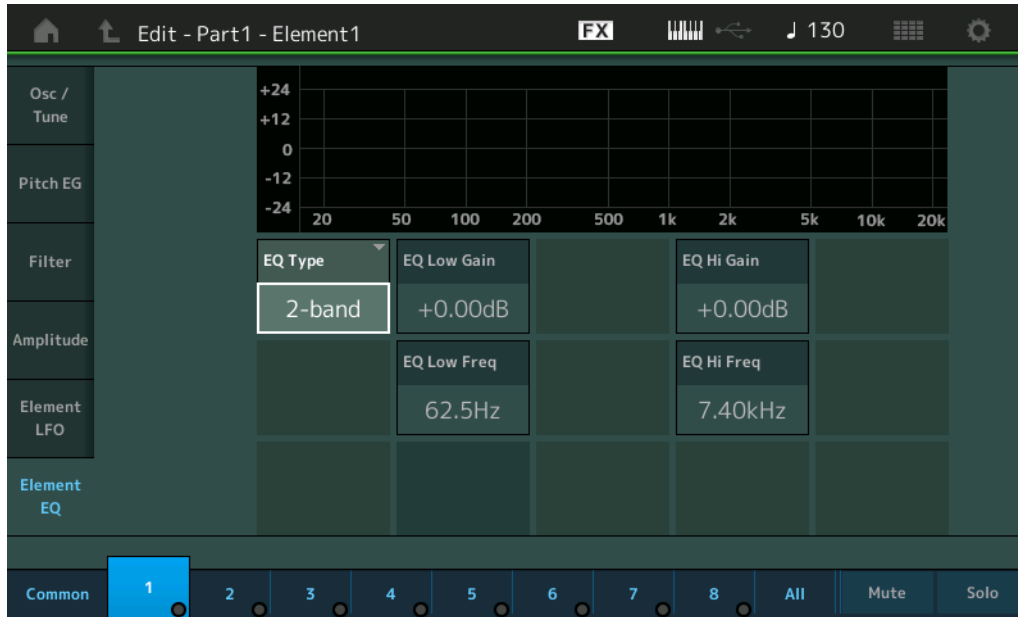 Edit - Part1 - Element1 FX ♩ 130
Osc /
Tune
Pitch EG
Filter
Amplitude
Element
LFO
Element
EQ
+24
+12
0
-12
-24
20 50 100 200 500 1k 2k 5k 10k 20k
EQ Type EQ Low Gain EQ Hi Gain
2-band +0.00dB +0.00dB
EQ Low Freq EQ Hi Freq
62.5Hz 7.40kHz
Common 1 2 3 4 5 6 7 8 All Mute Solo